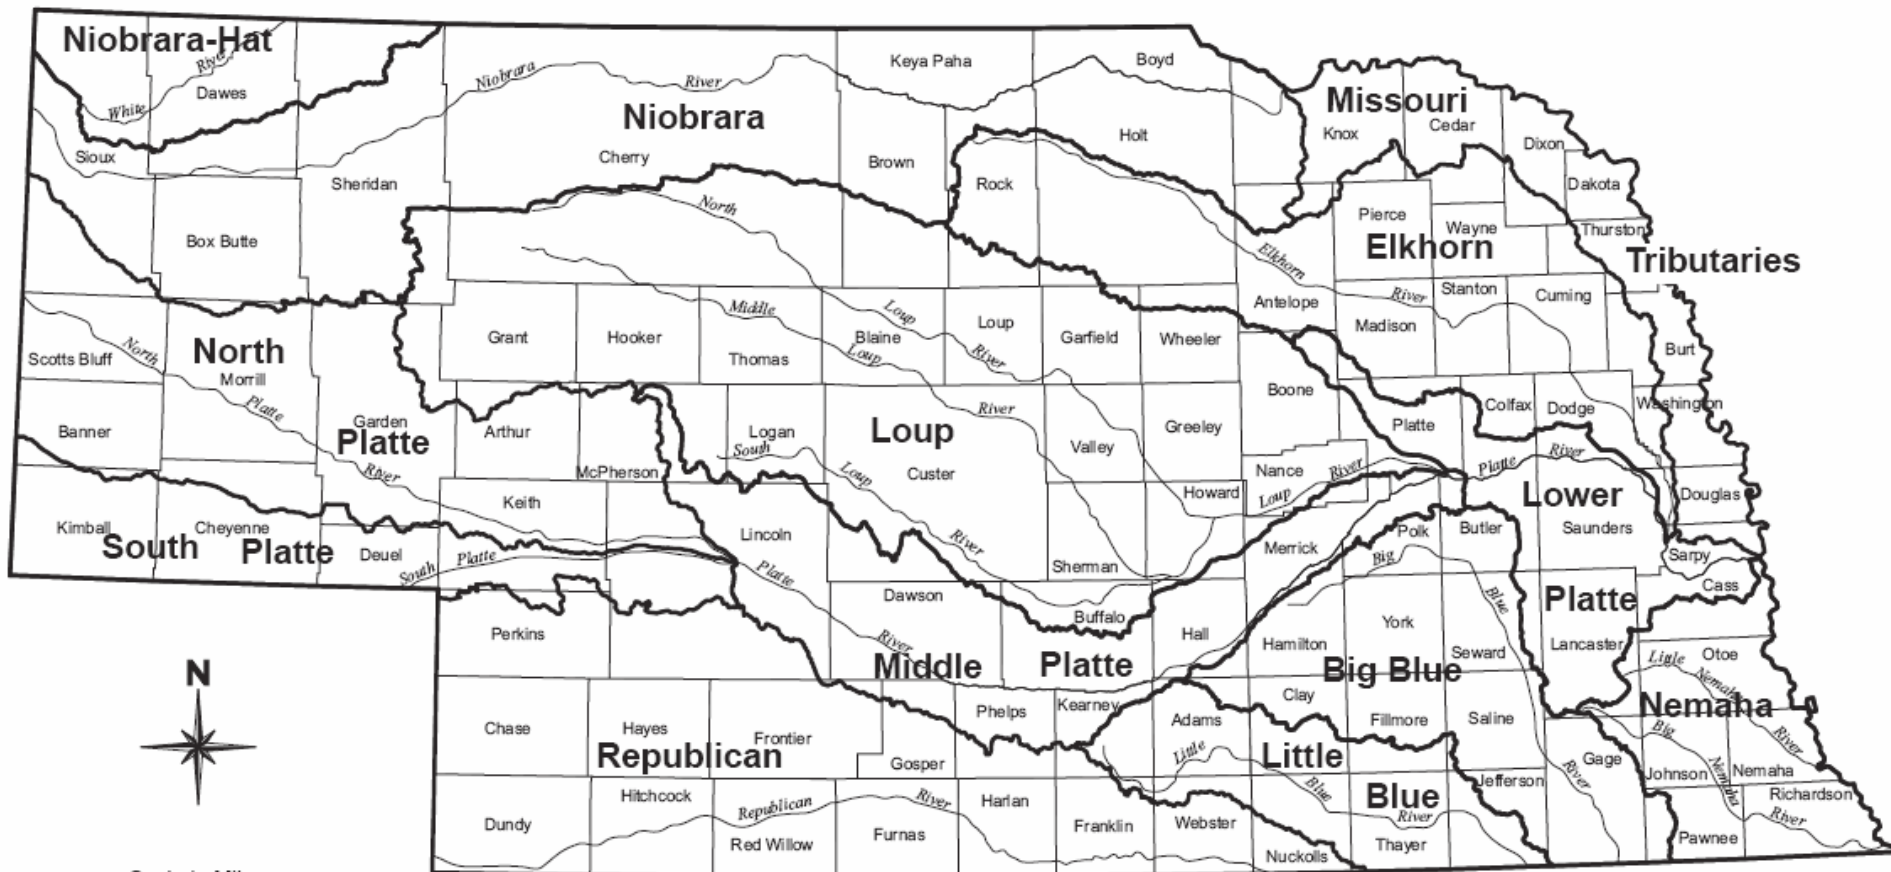 Niobrara-Hat
White
River
Dawes
Sioux
Niobrara
River
Niobrara
Cherry
Sheridan
Box Butte
Keya Paha
Boyd
Brown
Rock
Holt
Missouri
Knox
Cedar
Dixon
Dakota
Thurston
Tributaries
Pierce
Wayne
Elkhorn
Elkhorn
River
Antelope
Madison
Stanton
Cuming
Burt
North
Middle
Loup
Loup
River
River
Grant
Hooker
Thomas
Blaine
Loup
Garfield
Wheeler
Boone
Platte
Colfax
Dodge
Washington
Scotts Bluff
North
North
Morrill
Platte
River
Banner
Garden
Platte
Arthur
McPherson
Logan
South
Loup
River
Loup
Custer
Valley
Greeley
Nance
Loup
River
Platte
River
Howard
Sherman
Lower
Saunders
Douglas
Sarpy
Cass
Kimball
Cheyenne
South
Platte
Deuel
South
Platte
Keith
Lincoln
Platte
River
Perkins
Dawson
Buffalo
Hall
Merrick
Polk
Butler
Big
Blue
River
Hamilton
York
Seward
Platte
Lancaster
Otoe
Little
Nemaha
River
Nemaha
Middle
Platte
Big Blue
N
Chase
Hayes
Frontier
Republican
Gosper
Phelps
Kearney
Adams
Clay
Fillmore
Saline
Gage
Big
Nemaha
River
Johnson
Nemaha
Richardson
Pawnee
Little
Blue
River
Little
Blue
Jefferson
Dundy
Hitchcock
Republican
River
Red Willow
Furnas
Harlan
Franklin
Webster
Nuckolls
Thayer